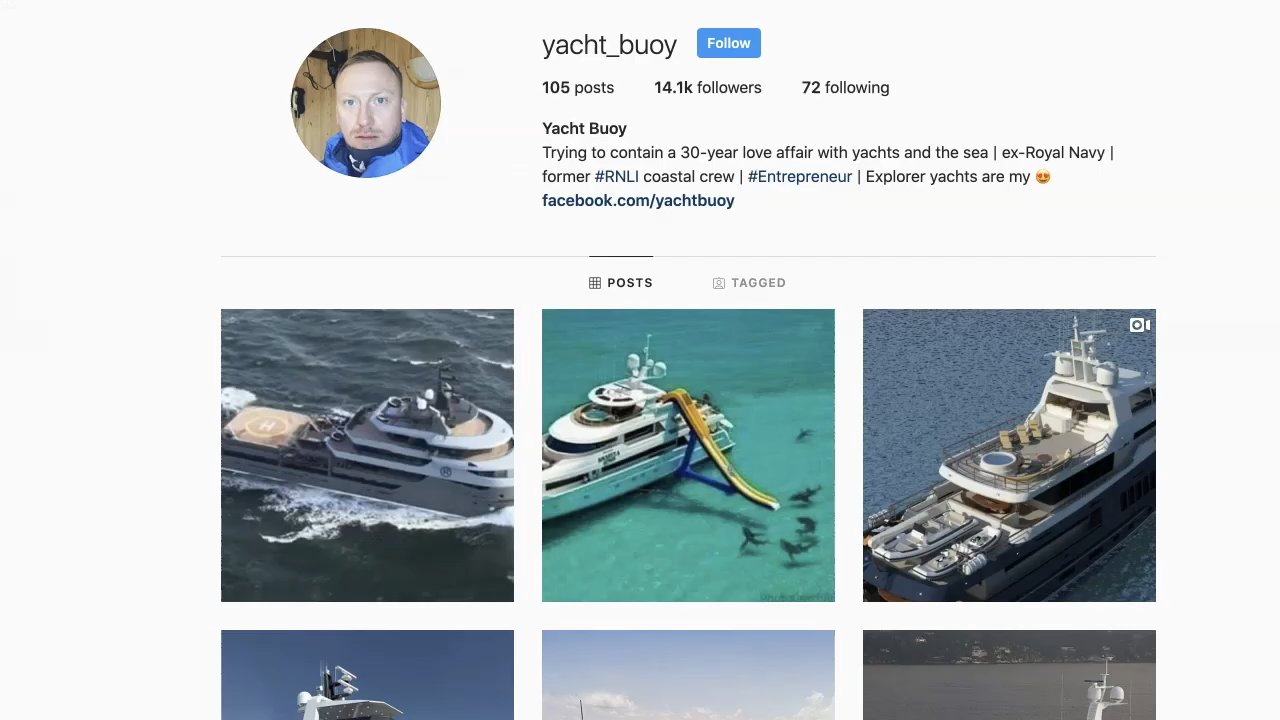 yacht_buoy Follow
105 posts 14.1k followers 72 following
Yacht Buoy
Trying to contain a 30-year love affair with yachts and the sea | ex-Royal Navy |
former #RNLI coastal crew | #Entrepreneur | Explorer yachts are my 😍
facebook.com/yachtbuoy
POSTS TAGGED
H